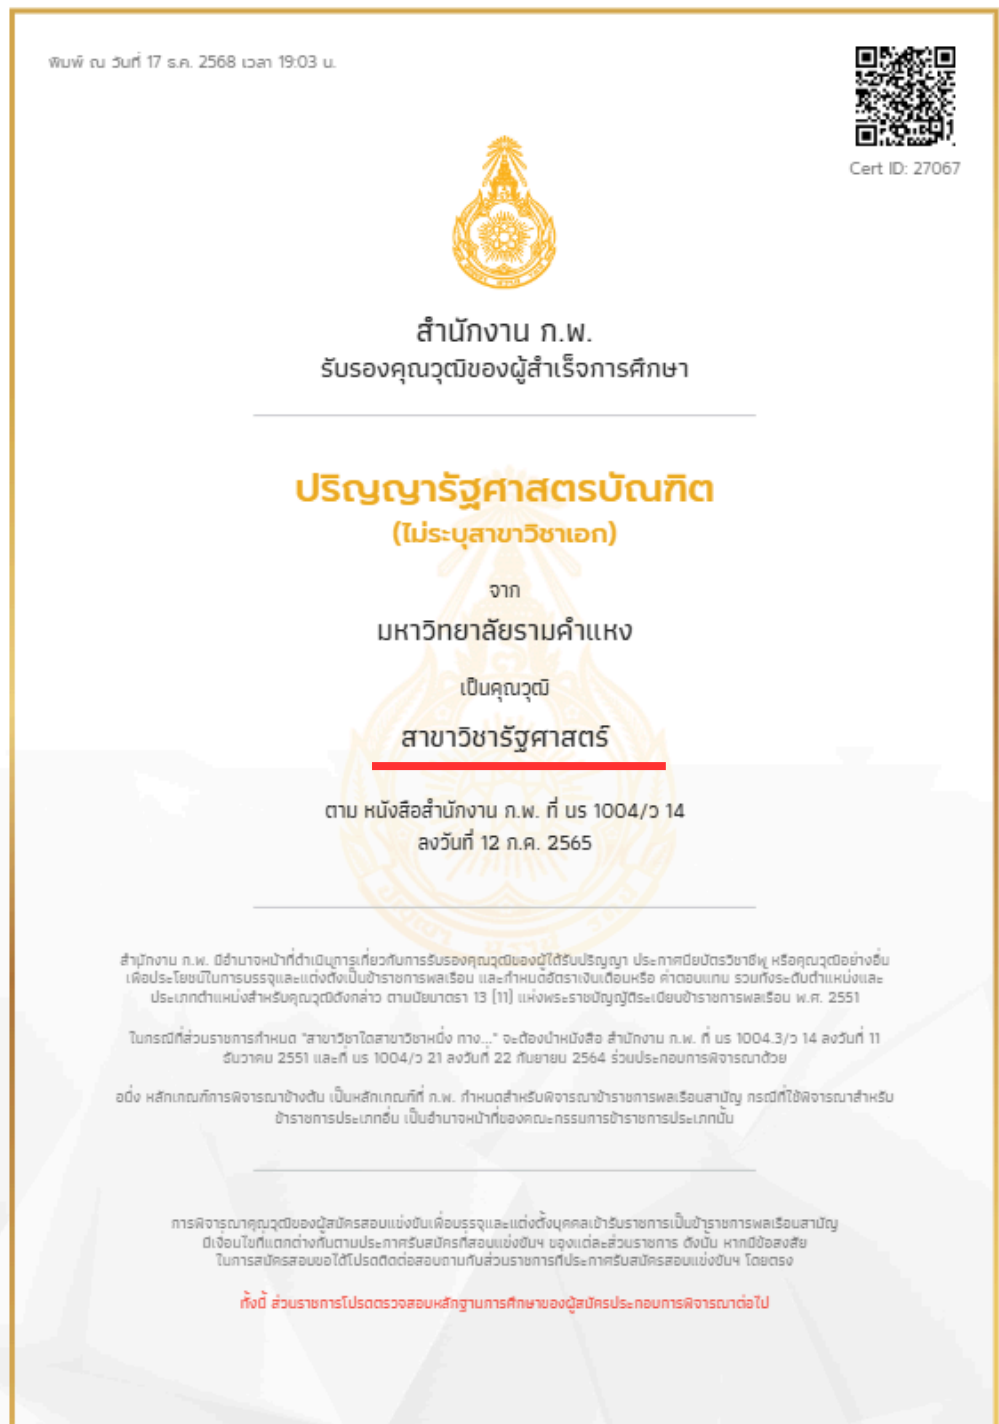 พิมพ์ ณ วันที่ 17 ธ.ค. 2568 เวลา 19:03 น.
Cert ID: 27067
สำนักงาน ก.พ.
รับรองคุณวุฒิของผู้สำเร็จการศึกษา
ปริญญารัฐศาสตรบัณฑิต
(ไม่ระบุสาขาวิชาเอก)
จาก
มหาวิทยาลัยรามคำแหง
เป็นคุณวุฒิ
สาขาวิชารัฐศาสตร์
ตาม หนังสือสำนักงาน ก.พ. ที่ นร 1004/ว 14
ลงวันที่ 12 ก.ค. 2565
สำนักงาน ก.พ. มีอำนาจหน้าที่ดำเนินการเกี่ยวกับการรับรองคุณวุฒิของผู้ได้รับปริญญา ประกาศนียบัตรวิชาชีพ หรือคุณวุฒิอย่างอื่น
เพื่อประโยชน์ในการบรรจุและแต่งตั้งเป็นข้าราชการพลเรือน และกำหนดอัตราเงินเดือนหรือ ค่าตอบแทน รวมทั้งระดับตำแหน่งและ
ประเภทตำแหน่งสำหรับคุณวุฒิดังกล่าว ตามนัยมาตรา 13 (11) แห่งพระราชบัญญัติระเบียบข้าราชการพลเรือน พ.ศ. 2551
ในกรณีที่ส่วนราชการกำหนด "สาขาวิชาใดสาขาวิชาหนึ่ง ทาง..." จะต้องนำหนังสือ สำนักงาน ก.พ. ที่ นร 1004.3/ว 14 ลงวันที่ 11
ธันวาคม 2551 และที่ นร 1004/ว 21 ลงวันที่ 22 กันยายน 2564 ร่วมประกอบการพิจารณาด้วย
อนึ่ง หลักเกณฑ์การพิจารณาข้างต้น เป็นหลักเกณฑ์ที่ ก.พ. กำหนดสำหรับพิจารณาข้าราชการพลเรือนสามัญ กรณีที่ใช้พิจารณาสำหรับ
ข้าราชการประเภทอื่น เป็นอำนาจหน้าที่ของคณะกรรมการข้าราชการประเภทนั้น
การพิจารณาคุณวุฒิของผู้สมัครสอบแข่งขันเพื่อบรรจุและแต่งตั้งบุคคลเข้ารับราชการเป็นข้าราชการพลเรือนสามัญ
มีเงื่อนไขที่แตกต่างกันตามประกาศรับสมัครที่สอบแข่งขันฯ ของแต่ละส่วนราชการ ดังนั้น หากมีข้อสงสัย
ในการสมัครสอบขอได้โปรดติดต่อสอบถามกับส่วนราชการที่ประกาศรับสมัครสอบแข่งขันฯ โดยตรง
ทั้งนี้ ส่วนราชการโปรดตรวจสอบหลักฐานการศึกษาของผู้สมัครประกอบการพิจารณาต่อไป